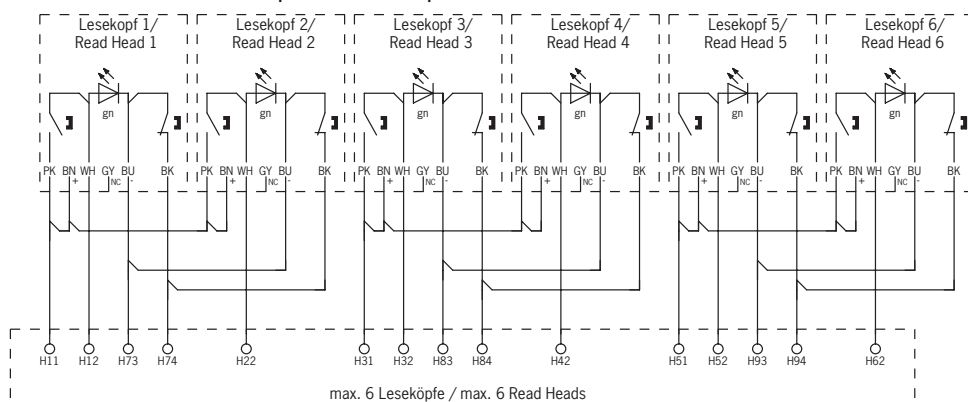 Lesekopf 1/ Lesekopf 2/ Lesekopf 3/ Lesekopf 4/ Lesekopf 5/ Lesekopf 6/
Read Head 1 Read Head 2 Read Head 3 Read Head 4 Read Head 5 Read Head 6
gn gn gn gn gn gn
PK BN WH GY BU BK PK BN WH GY BU BK PK BN WH GY BU BK PK BN WH GY BU BK PK BN WH GY BU BK PK BN WH GY BU BK
+ NC - + NC - + NC - + NC - + NC - + NC -
H11 H12 H73 H74 H22 H31 H32 H83 H84 H42 H51 H52 H93 H94 H62
max. 6 Leseköpfe / max. 6 Read Heads